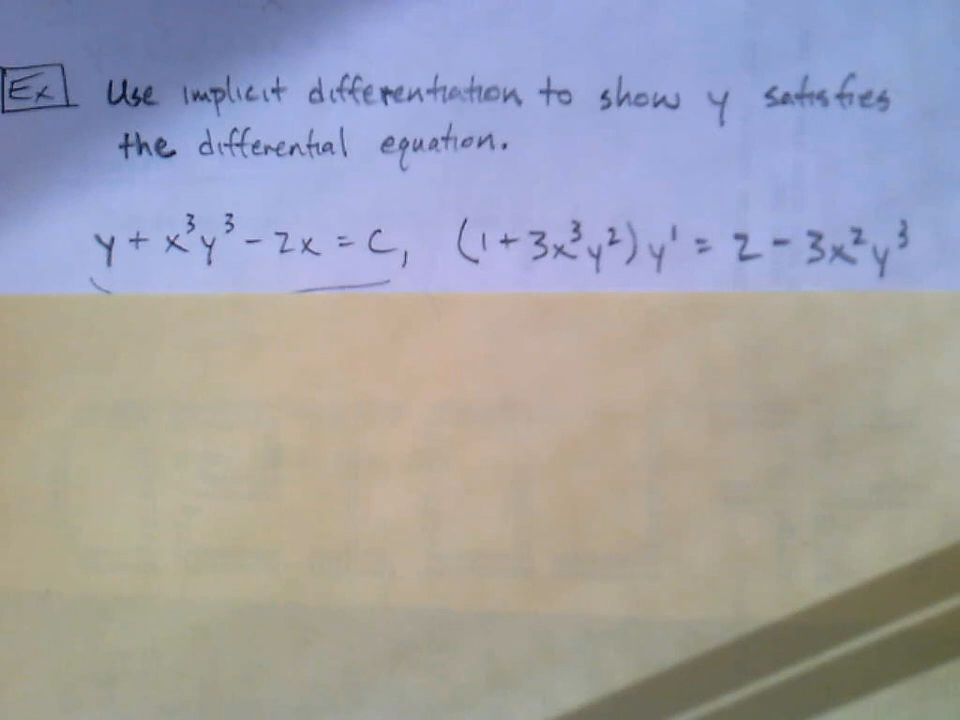 Ex Use implicit differentiation to show y satisfies
the differential equation.
y + x³y³ - 2x = C, (1 + 3x³y²) y' = 2 - 3x²y³